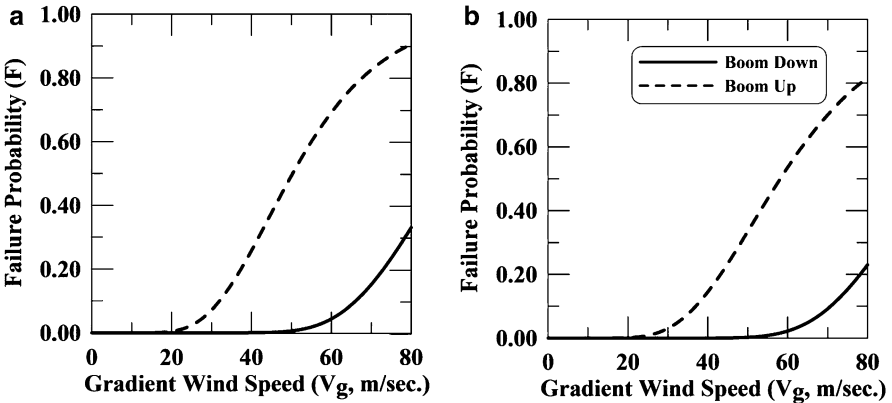 a
Failure Probability (F)
1.00
0.80
0.60
0.40
0.20
0.00
0 20 40 60 80
Gradient Wind Speed (Vg, m/sec.)
b
Failure Probability (F)
1.00
0.80
0.60
0.40
0.20
0.00
Boom Down
Boom Up
0 20 40 60 80
Gradient Wind Speed (Vg, m/sec.)